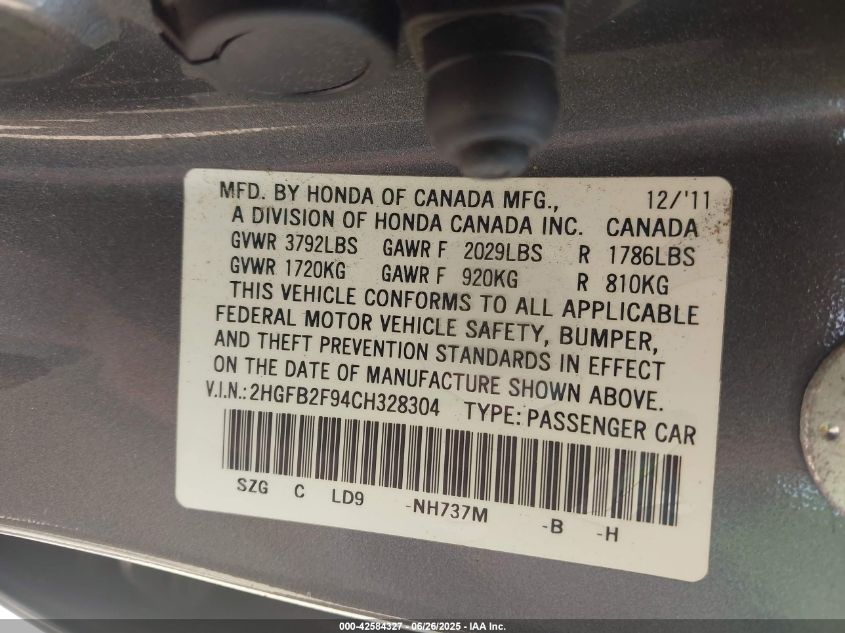 MFD. BY HONDA OF CANADA MFG., 12/'11
A DIVISION OF HONDA CANADA INC. CANADA
GVWR 3792LBS GAWR F 2029LBS R 1786LBS
GVWR 1720KG GAWR F 920KG R 810KG
THIS VEHICLE CONFORMS TO ALL APPLICABLE
FEDERAL MOTOR VEHICLE SAFETY, BUMPER,
AND THEFT PREVENTION STANDARDS IN EFFECT
ON THE DATE OF MANUFACTURE SHOWN ABOVE.
V.I.N.: 2HGFB2F94CH328304 TYPE: PASSENGER CAR
SZG C LD9 -NH737M -B -H
000-42584327 - 06/26/2025 - IAA Inc.